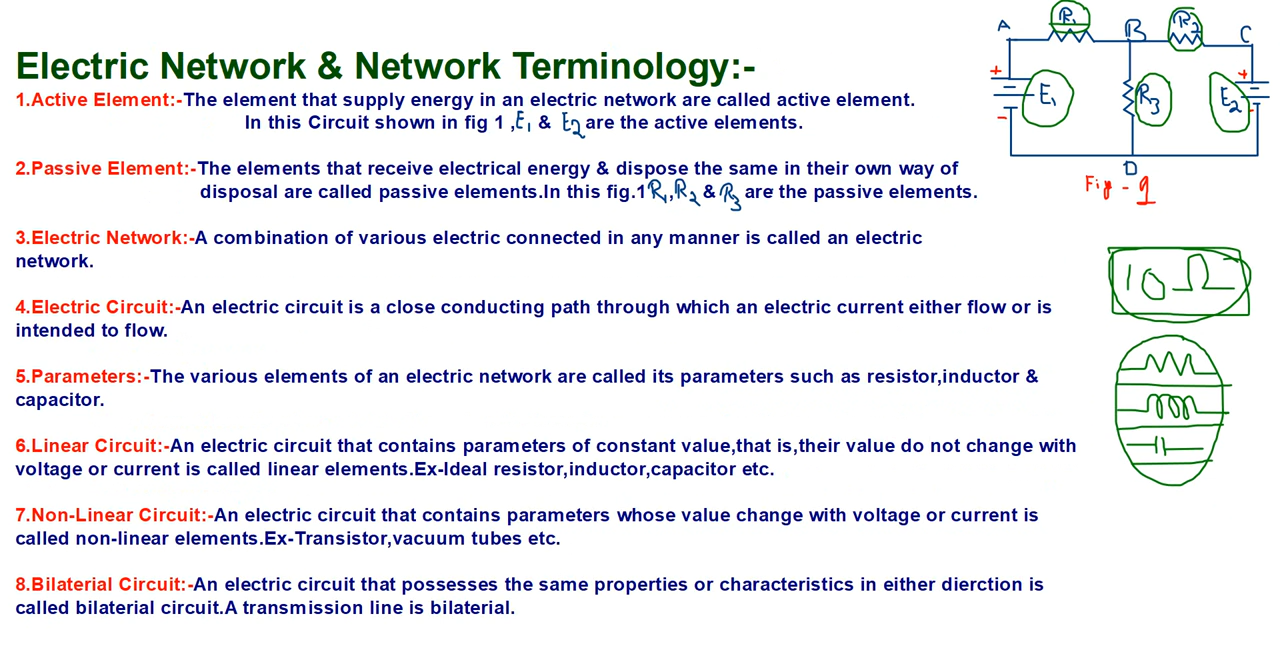 Electric Network & Network Terminology:-
1.Active Element:-The element that supply energy in an electric network are called active element.
In this Circuit shown in fig 1 ,E1 & E2 are the active elements.
2.Passive Element:-The elements that receive electrical energy & dispose the same in their own way of
disposal are called passive elements.In this fig.1 R1,R2 & R3 are the passive elements.
3.Electric Network:-A combination of various electric connected in any manner is called an electric
network.
4.Electric Circuit:-An electric circuit is a close conducting path through which an electric current either flow or is
intended to flow.
5.Parameters:-The various elements of an electric network are called its parameters such as resistor,inductor &
capacitor.
6.Linear Circuit:-An electric circuit that contains parameters of constant value,that is,their value do not change with
voltage or current is called linear elements.Ex-Ideal resistor,inductor,capacitor etc.
7.Non-Linear Circuit:-An electric circuit that contains parameters whose value change with voltage or current is
called non-linear elements.Ex-Transistor,vacuum tubes etc.
8.Bilaterial Circuit:-An electric circuit that possesses the same properties or characteristics in either dierction is
called bilaterial circuit.A transmission line is bilaterial.
A R1 B R2 C
+ E1 - R3 E2 + -
D
Fig - 1
10 Ω